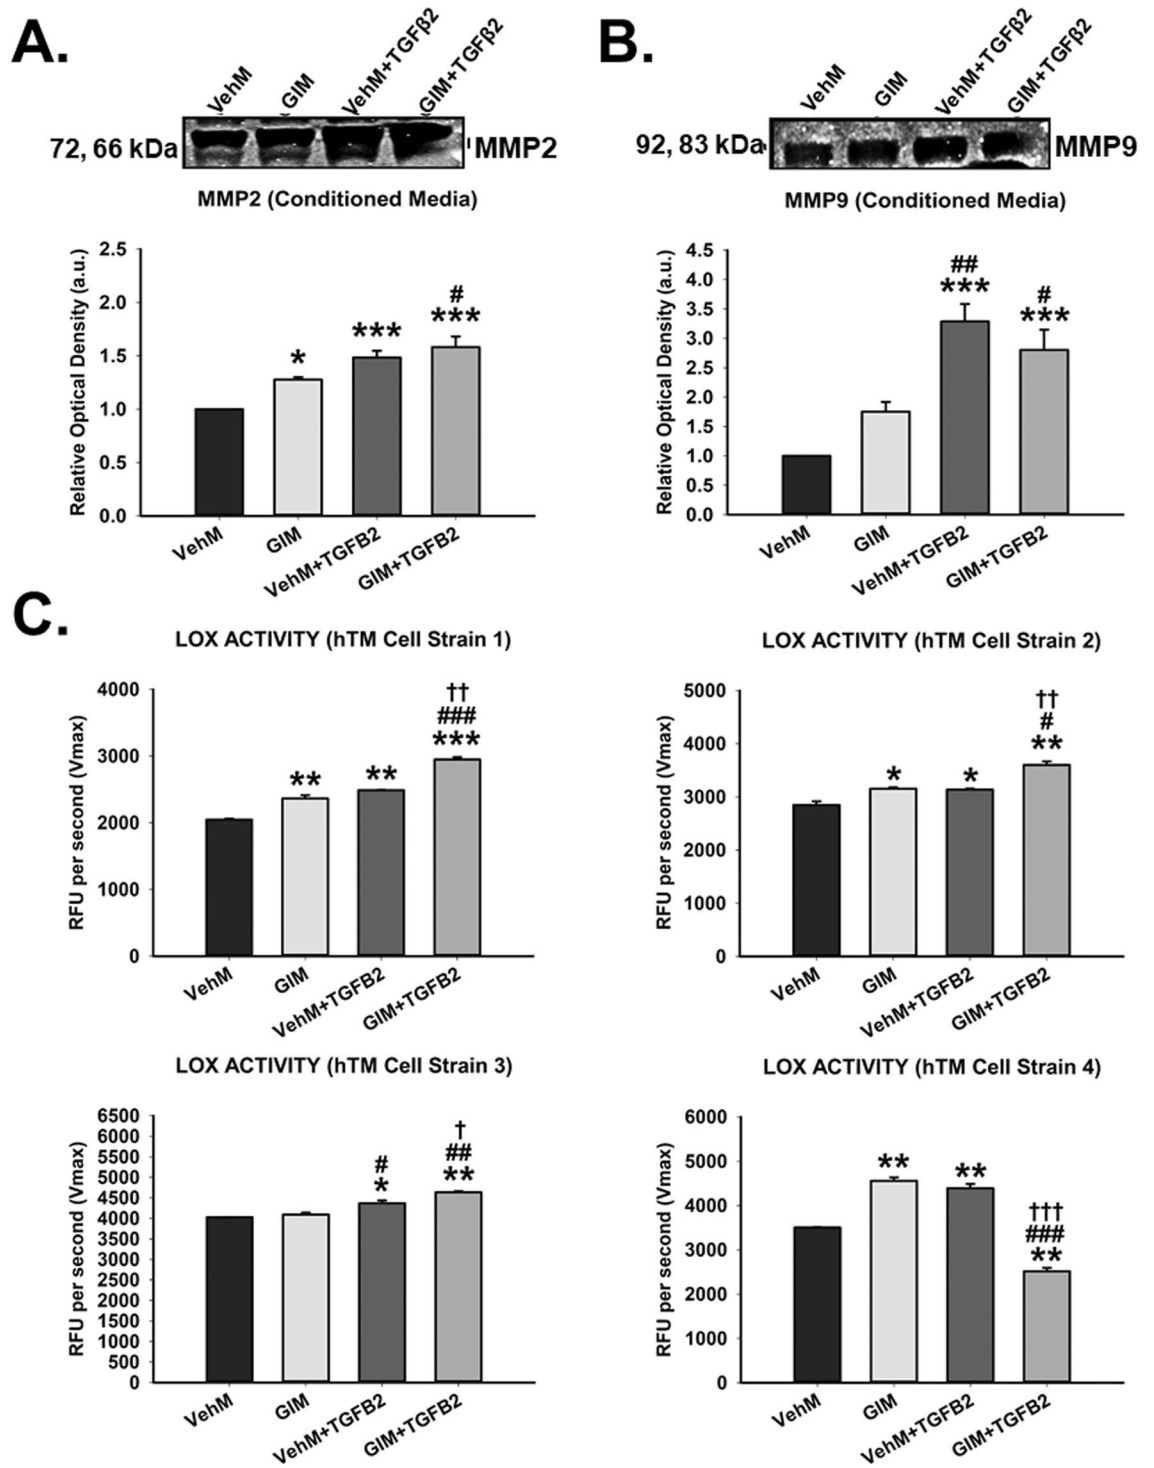 A.
VehM
GIM
VehM+TGFβ2
GIM+TGFβ2
72, 66 kDa
MMP2
MMP2 (Conditioned Media)
Relative Optical Density (a.u.)
2.5
2.0
1.5
1.0
0.5
0.0
*
***
#
***
VehM
GIM
VehM+TGFB2
GIM+TGFB2
B.
VehM
GIM
VehM+TGFβ2
GIM+TGFβ2
92, 83 kDa
MMP9
MMP9 (Conditioned Media)
Relative Optical Density (a.u.)
4.5
4.0
3.5
3.0
2.5
2.0
1.5
1.0
0.5
0.0
##
***
#
***
VehM
GIM
VehM+TGFB2
GIM+TGFB2
C.
LOX ACTIVITY (hTM Cell Strain 1)
RFU per second (Vmax)
4000
3000
2000
1000
0
**
**
††
###
***
VehM
GIM
VehM+TGFB2
GIM+TGFB2
LOX ACTIVITY (hTM Cell Strain 2)
RFU per second (Vmax)
5000
4000
3000
2000
1000
0
*
*
††
#
**
VehM
GIM
VehM+TGFB2
GIM+TGFB2
LOX ACTIVITY (hTM Cell Strain 3)
RFU per second (Vmax)
6500
6000
5500
5000
4500
4000
3500
3000
2500
2000
1500
1000
500
0
#
*
†
##
**
VehM
GIM
VehM+TGFB2
GIM+TGFB2
LOX ACTIVITY (hTM Cell Strain 4)
RFU per second (Vmax)
6000
5000
4000
3000
2000
1000
0
**
**
†††
###
**
VehM
GIM
VehM+TGFB2
GIM+TGFB2